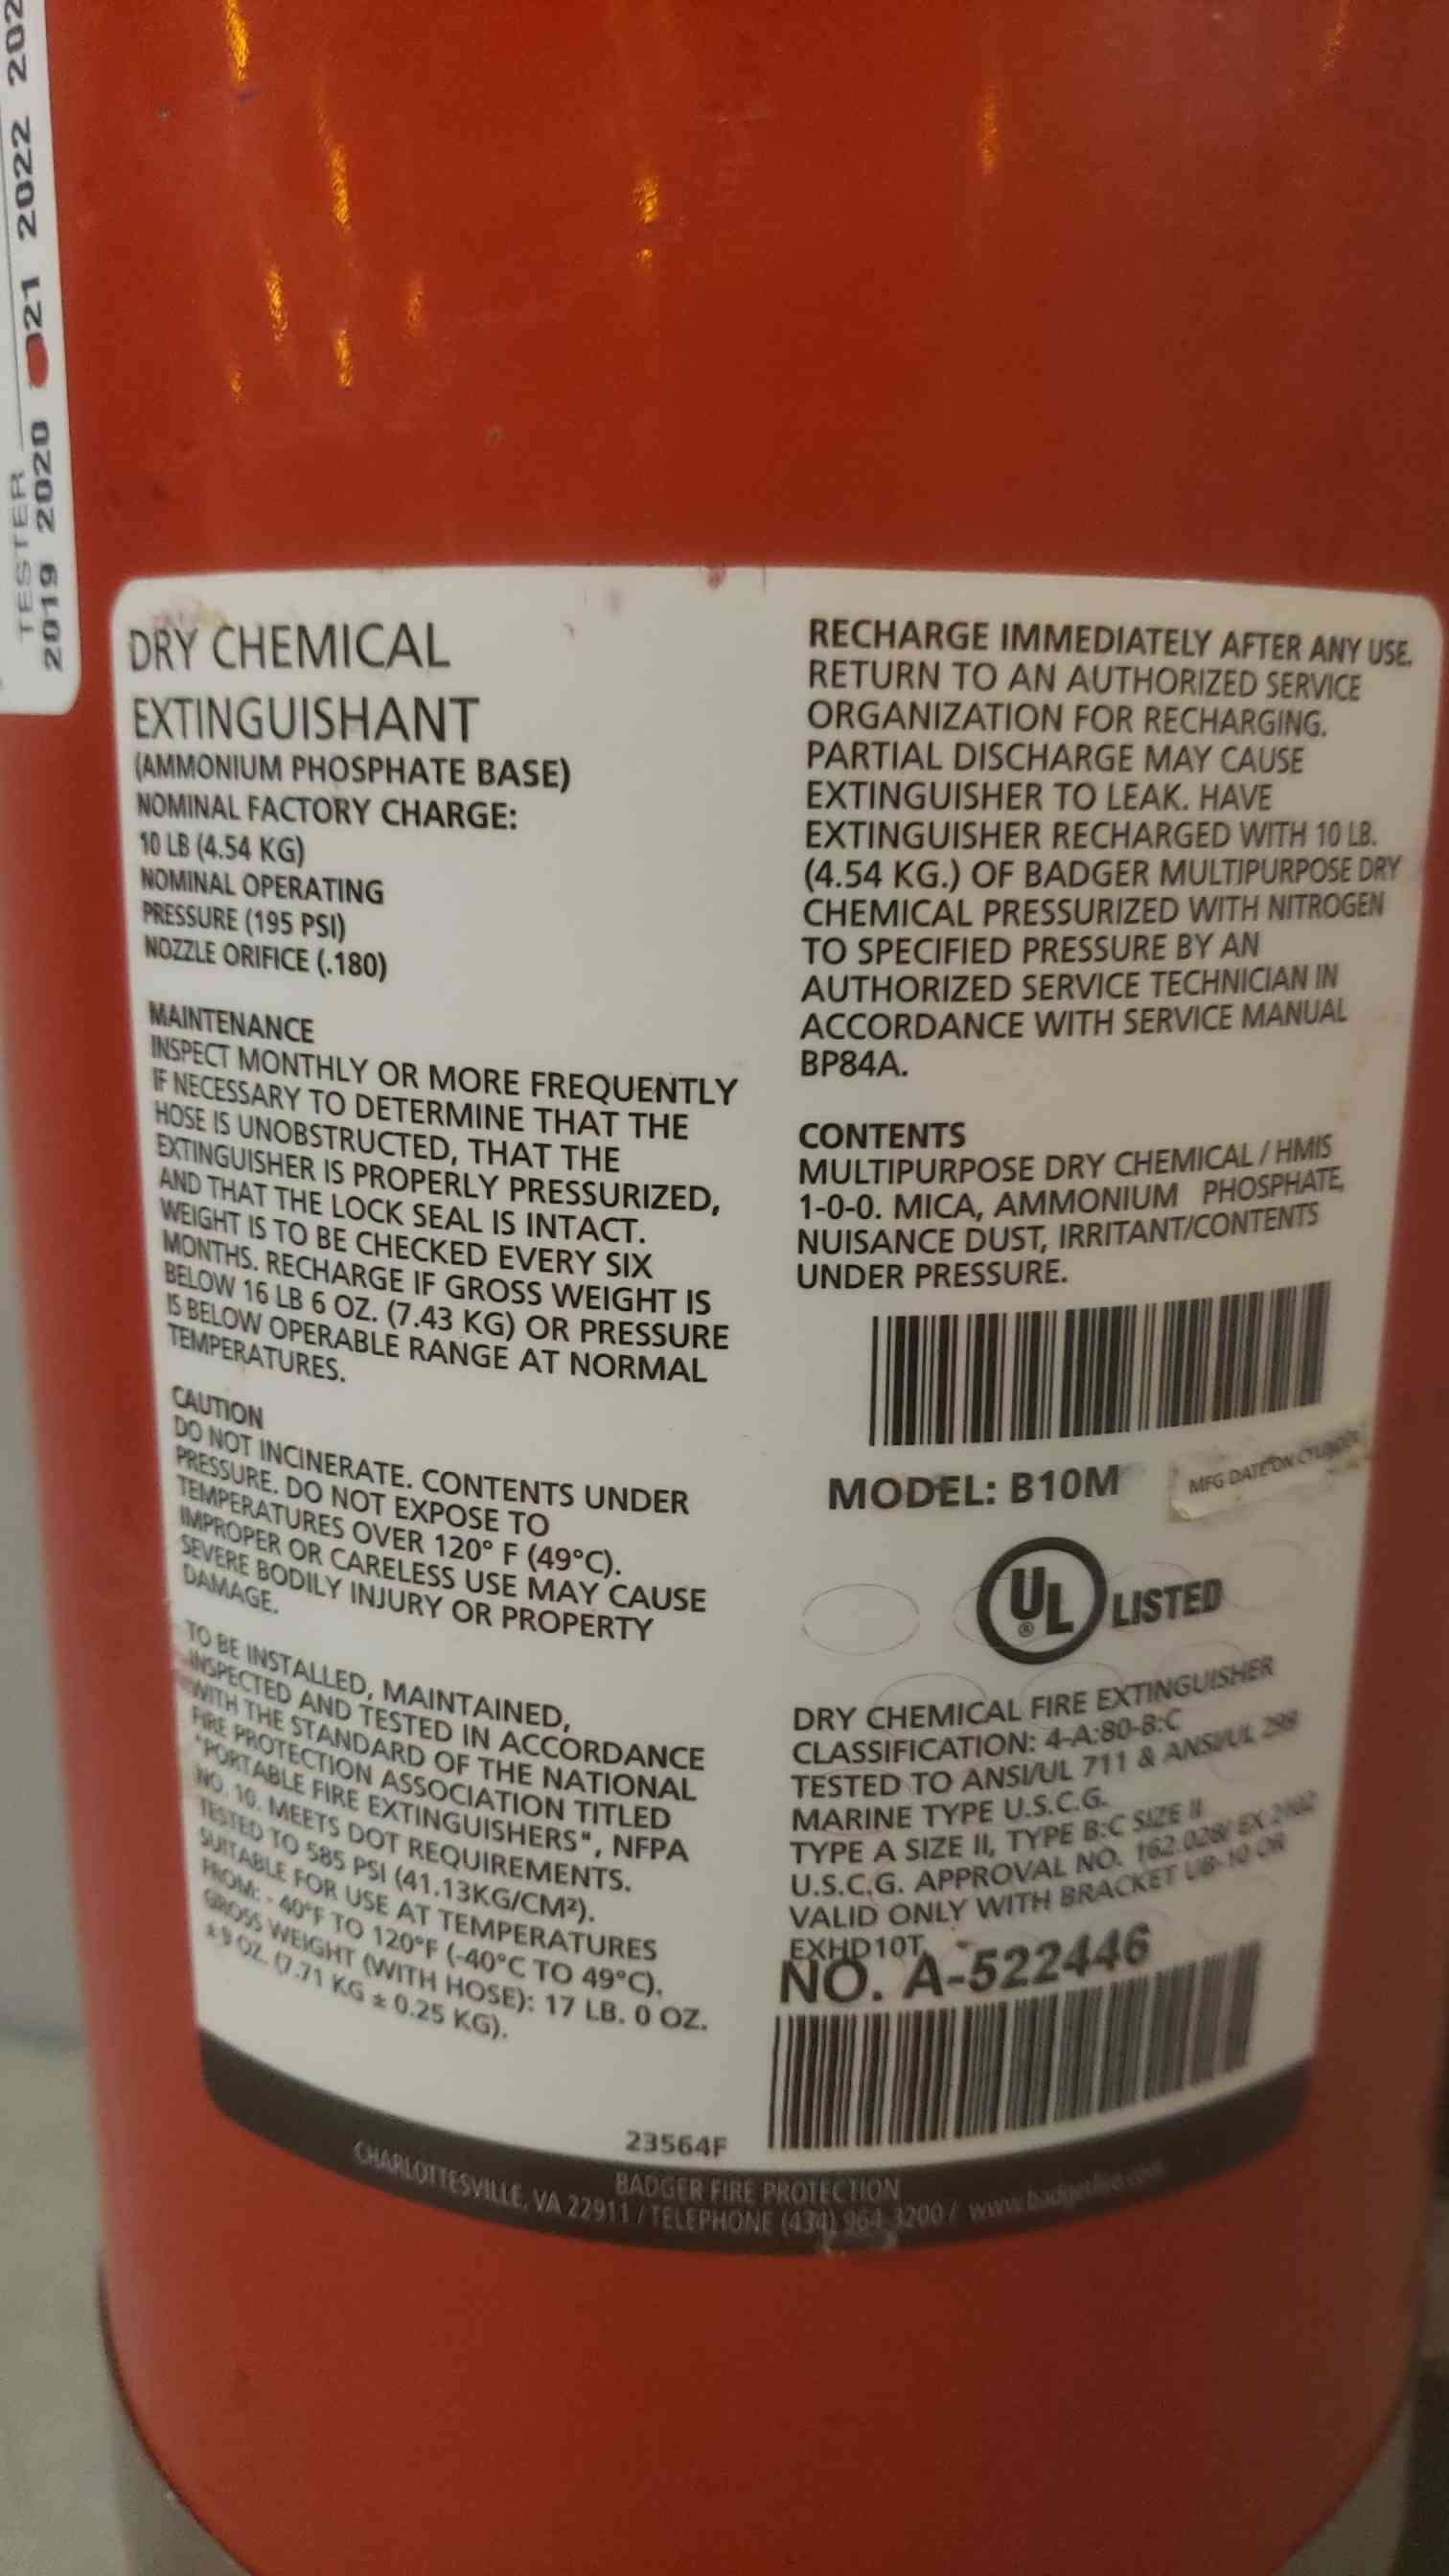 TESTER
2019 2020 21 2022
DRY CHEMICAL
EXTINGUISHANT
(AMMONIUM PHOSPHATE BASE)
NOMINAL FACTORY CHARGE:
10 LB (4.54 KG)
NOMINAL OPERATING
PRESSURE (195 PSI)
NOZZLE ORIFICE (.180)
MAINTENANCE
INSPECT MONTHLY OR MORE FREQUENTLY
IF NECESSARY TO DETERMINE THAT THE
HOSE IS UNOBSTRUCTED, THAT THE
EXTINGUISHER IS PROPERLY PRESSURIZED,
AND THAT THE LOCK SEAL IS INTACT.
WEIGHT IS TO BE CHECKED EVERY SIX
MONTHS. RECHARGE IF GROSS WEIGHT IS
BELOW 16 LB 6 OZ. (7.43 KG) OR PRESSURE
IS BELOW OPERABLE RANGE AT NORMAL
TEMPERATURES.
CAUTION
DO NOT INCINERATE. CONTENTS UNDER
PRESSURE. DO NOT EXPOSE TO
TEMPERATURES OVER 120° F (49°C).
IMPROPER OR CARELESS USE MAY CAUSE
SEVERE BODILY INJURY OR PROPERTY
DAMAGE.
TO BE INSTALLED, MAINTAINED,
INSPECTED AND TESTED IN ACCORDANCE
WITH THE STANDARD OF THE NATIONAL
FIRE PROTECTION ASSOCIATION TITLED
"PORTABLE FIRE EXTINGUISHERS", NFPA
NO. 10. MEETS DOT REQUIREMENTS.
TESTED TO 585 PSI (41.13KG/CM²).
SUITABLE FOR USE AT TEMPERATURES
FROM: - 40°F TO 120°F (-40°C TO 49°C).
GROSS WEIGHT (WITH HOSE): 17 LB. 0 OZ.
± 9 OZ. (7.71 KG ± 0.25 KG).
23564F
RECHARGE IMMEDIATELY AFTER ANY USE.
RETURN TO AN AUTHORIZED SERVICE
ORGANIZATION FOR RECHARGING.
PARTIAL DISCHARGE MAY CAUSE
EXTINGUISHER TO LEAK. HAVE
EXTINGUISHER RECHARGED WITH 10 LB.
(4.54 KG.) OF BADGER MULTIPURPOSE DRY
CHEMICAL PRESSURIZED WITH NITROGEN
TO SPECIFIED PRESSURE BY AN
AUTHORIZED SERVICE TECHNICIAN IN
ACCORDANCE WITH SERVICE MANUAL
BP84A.
CONTENTS
MULTIPURPOSE DRY CHEMICAL / HMIS
1-0-0. MICA, AMMONIUM PHOSPHATE,
NUISANCE DUST, IRRITANT/CONTENTS
UNDER PRESSURE.
MODEL: B10M
MFG DATE ON CYLINDER
UL LISTED
DRY CHEMICAL FIRE EXTINGUISHER
CLASSIFICATION: 4-A:80-B:C
TESTED TO ANSI/UL 711 & ANSI/UL 299
MARINE TYPE U.S.C.G.
TYPE A SIZE II, TYPE B:C SIZE II
U.S.C.G. APPROVAL NO. 162.028/ EX
VALID ONLY WITH BRACKET UB-10 OR
EXHD10T.
NO. A-522446
BADGER FIRE PROTECTION
CHARLOTTESVILLE, VA 22911 / TELEPHONE (434) 964-3200 / www.badgerfire.com